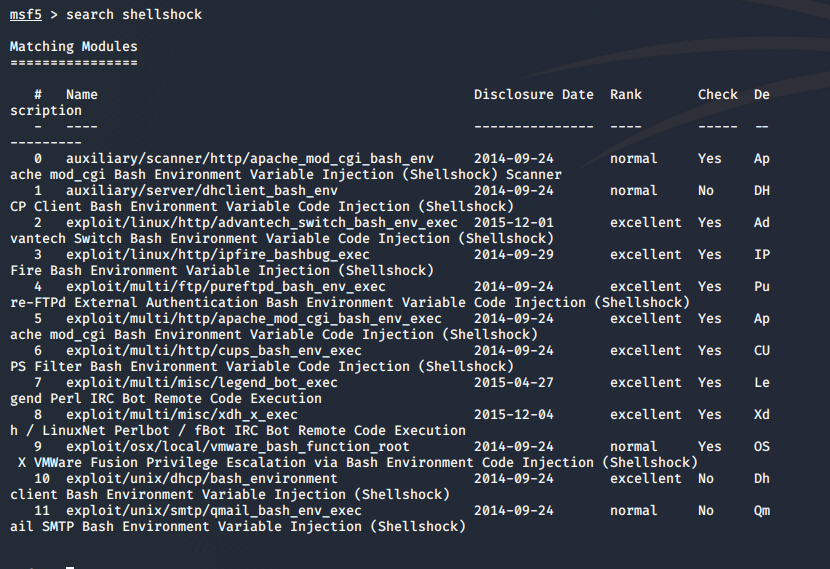 msf5 > search shellshock
Matching Modules
================
# Name Disclosure Date Rank Check De
scription
- ---- --------------- ---- ----- --
---------
0 auxiliary/scanner/http/apache_mod_cgi_bash_env 2014-09-24 normal Yes Ap
ache mod_cgi Bash Environment Variable Injection (Shellshock) Scanner
1 auxiliary/server/dhclient_bash_env 2014-09-24 normal No DH
CP Client Bash Environment Variable Code Injection (Shellshock)
2 exploit/linux/http/advantech_switch_bash_env_exec 2015-12-01 excellent Yes Ad
vantech Switch Bash Environment Variable Code Injection (Shellshock)
3 exploit/linux/http/ipfire_bashbug_exec 2014-09-29 excellent Yes IP
Fire Bash Environment Variable Injection (Shellshock)
4 exploit/multi/ftp/pureftpd_bash_env_exec 2014-09-24 excellent Yes Pu
re-FTPd External Authentication Bash Environment Variable Code Injection (Shellshock)
5 exploit/multi/http/apache_mod_cgi_bash_env_exec 2014-09-24 excellent Yes Ap
ache mod_cgi Bash Environment Variable Code Injection (Shellshock)
6 exploit/multi/http/cups_bash_env_exec 2014-09-24 excellent Yes CU
PS Filter Bash Environment Variable Code Injection (Shellshock)
7 exploit/multi/misc/legend_bot_exec 2015-04-27 excellent Yes Le
gend Perl IRC Bot Remote Code Execution
8 exploit/multi/misc/xdh_x_exec 2015-12-04 excellent Yes Xd
h / LinuxNet Perlbot / fBot IRC Bot Remote Code Execution
9 exploit/osx/local/vmware_bash_function_root 2014-09-24 normal Yes OS
X VMWare Fusion Privilege Escalation via Bash Environment Code Injection (Shellshock)
10 exploit/unix/dhcp/bash_environment 2014-09-24 excellent No Dh
client Bash Environment Variable Injection (Shellshock)
11 exploit/unix/smtp/qmail_bash_env_exec 2014-09-24 normal No Qm
ail SMTP Bash Environment Variable Injection (Shellshock)